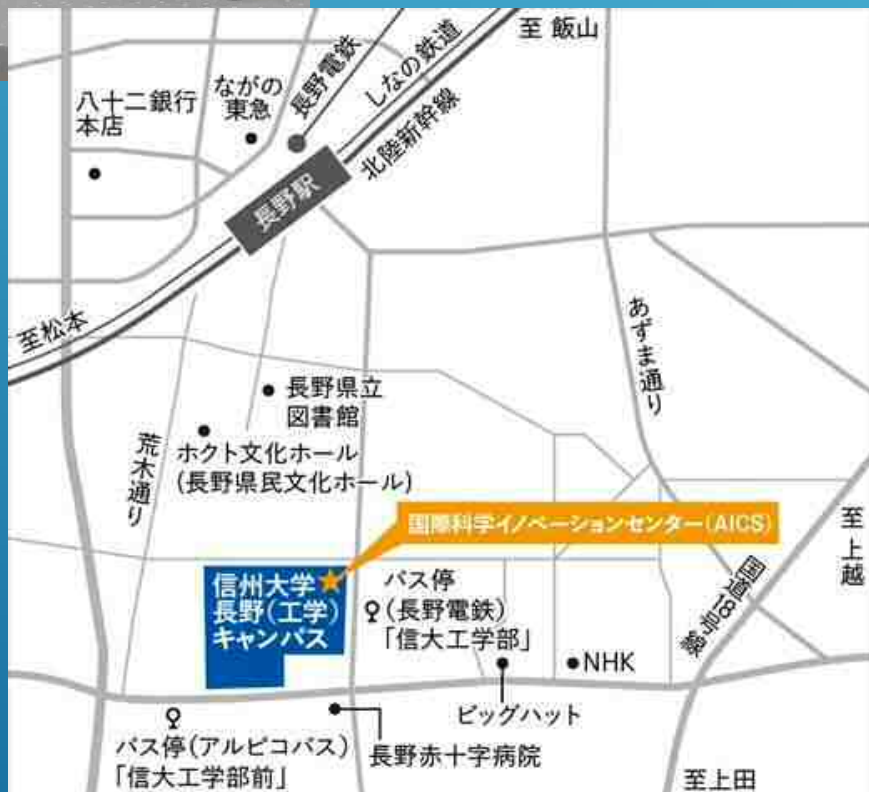 至 飯山
しなの鉄道
長野電鉄
北陸新幹線
ながの
東急
八十二銀行
本店
長野駅
至松本
あずま通り
長野県立
図書館
ホクト文化ホール
(長野県民文化ホール)
荒木通り
国際科学イノベーションセンター(AICS)
至 上越
国道18号線
信州大学
長野(工学)
キャンパス
バス停
(長野電鉄)
「信大工学部」
NHK
ビッグハット
バス停(アルピコバス)
「信大工学部前」
長野赤十字病院
至上田